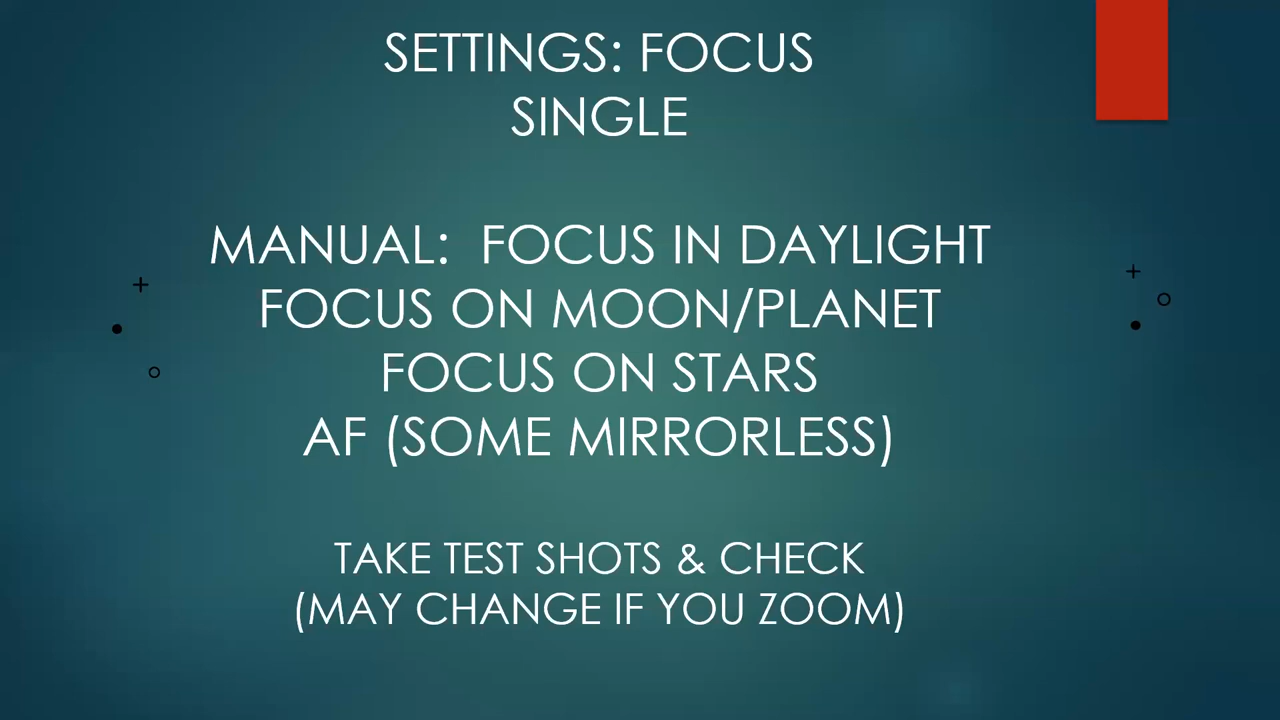 SETTINGS: FOCUS
SINGLE
MANUAL:  FOCUS IN DAYLIGHT
FOCUS ON MOON/PLANET
FOCUS ON STARS
AF (SOME MIRRORLESS)
TAKE TEST SHOTS & CHECK
(MAY CHANGE IF YOU ZOOM)